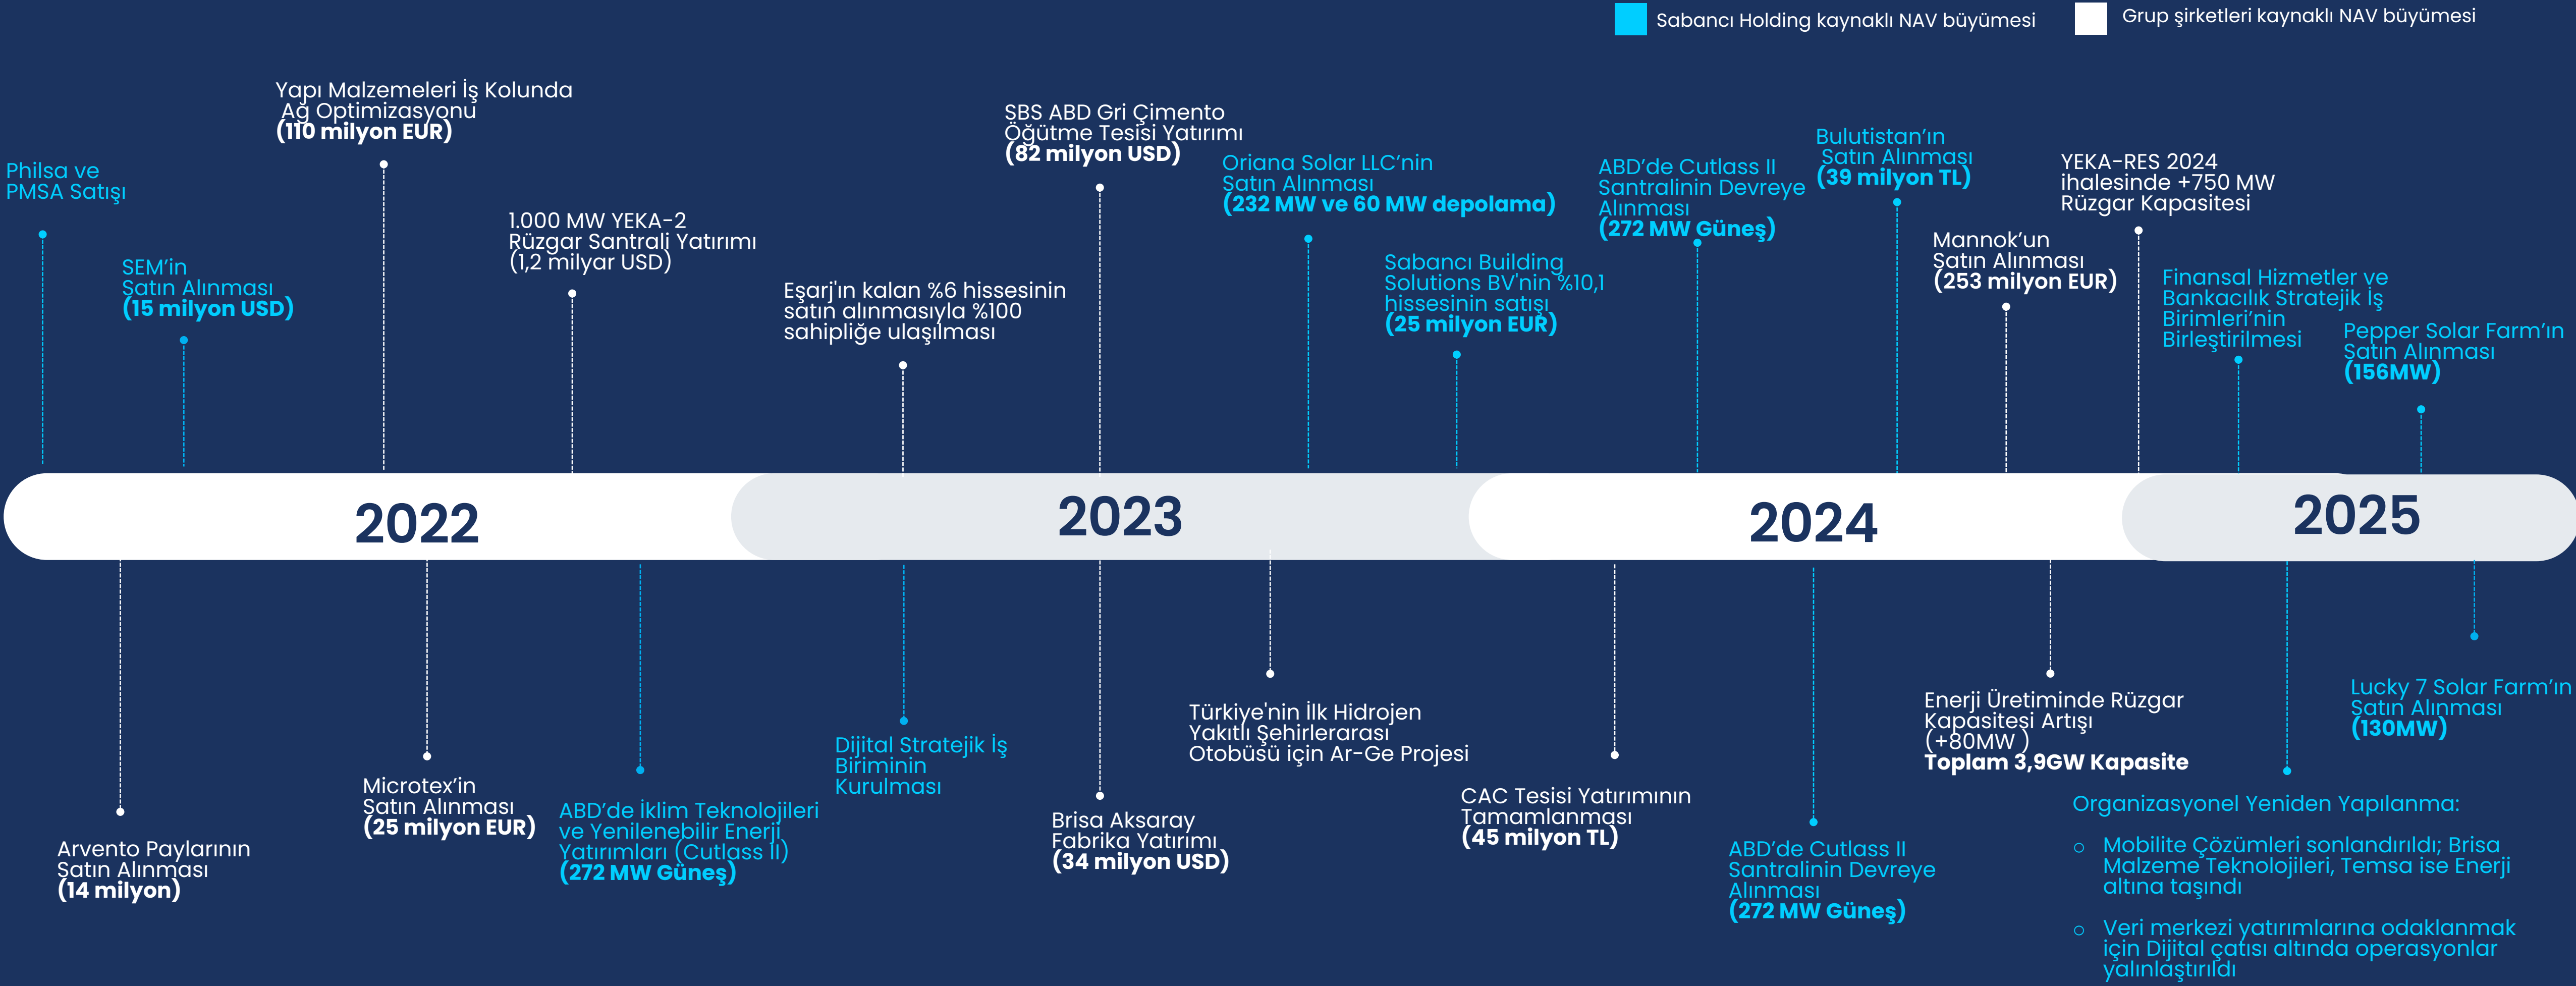 Sabancı Holding kaynaklı NAV büyümesi
Grup şirketleri kaynaklı NAV büyümesi
Philsa ve
PMSA Satışı
SEM’in
Satın Alınması
(15 milyon USD)
Yapı Malzemeleri İş Kolunda
Ağ Optimizasyonu
(110 milyon EUR)
1.000 MW YEKA-2
Rüzgar Santrali Yatırımı
(1,2 milyar USD)
Eşarj'ın kalan %6 hissesinin
satın alınmasıyla %100
sahipliğe ulaşılması
SBS ABD Gri Çimento
Öğütme Tesisi Yatırımı
(82 milyon USD)
Oriana Solar LLC’nin
Satın Alınması
(232 MW ve 60 MW depolama)
Sabancı Building
Solutions BV'nin %10,1
hissesinin satışı
(25 milyon EUR)
ABD’de Cutlass II
Santralinin Devreye
Alınması
(272 MW Güneş)
Bulutistan’ın
Satın Alınması
(39 milyon TL)
Mannok’un
Satın Alınması
(253 milyon EUR)
YEKA-RES 2024
ihalesinde +750 MW
Rüzgar Kapasitesi
Finansal Hizmetler ve
Bankacılık Stratejik İş
Birimleri’nin
Birleştirilmesi
Pepper Solar Farm’ın
Satın Alınması
(156MW)
2022
2023
2024
2025
Arvento Paylarının
Satın Alınması
(14 milyon)
Microtex’in
Satın Alınması
(25 milyon EUR)
ABD’de İklim Teknolojileri
ve Yenilenebilir Enerji
Yatırımları (Cutlass II)
(272 MW Güneş)
Dijital Stratejik İş
Biriminin
Kurulması
Brisa Aksaray
Fabrika Yatırımı
(34 milyon USD)
Türkiye'nin İlk Hidrojen
Yakıtlı Şehirlerarası
Otobüsü için Ar-Ge Projesi
CAC Tesisi Yatırımının
Tamamlanması
(45 milyon TL)
ABD’de Cutlass II
Santralinin Devreye
Alınması
(272 MW Güneş)
Enerji Üretiminde Rüzgar
Kapasitesi Artışı
(+80MW )
Toplam 3,9GW Kapasite
Lucky 7 Solar Farm’ın
Satın Alınması
(130MW)
Organizasyonel Yeniden Yapılanma:
○ Mobilite Çözümleri sonlandırıldı; Brisa
Malzeme Teknolojileri, Temsa ise Enerji
altına taşındı
○ Veri merkezi yatırımlarına odaklanmak
için Dijital çatısı altında operasyonlar
yalınlaştırıldı